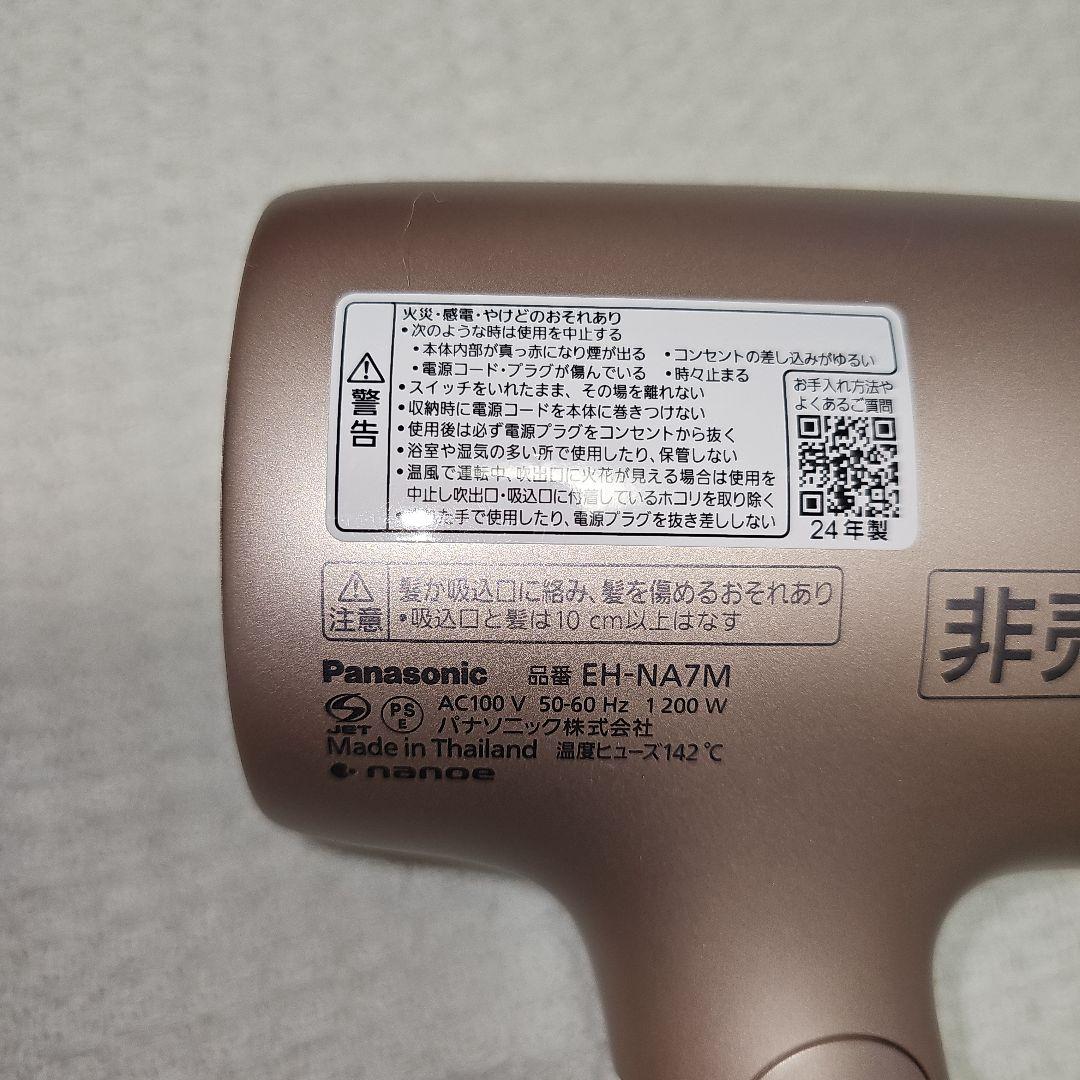 警告
火災・感電・やけどのおそれあり
•次のような時は使用を中止する
•本体内部が真っ赤になり煙が出る •コンセントの差し込みがゆるい
•電源コード・プラグが傷んでいる •時々止まる
•スイッチをいれたまま、その場を離れない
•収納時に電源コードを本体に巻きつけない
•使用後は必ず電源プラグをコンセントから抜く
•浴室や湿気の多い所で使用したり、保管しない
•温風で運転中、吹出口に火花が見える場合は使用を
中止し吹出口・吸込口に付着しているホコリを取り除く
た手で使用したり、電源プラグを抜き差ししない
お手入れ方法や
よくあるご質問
24年製
注意
髪が吸込口に絡み、髪を傷めるおそれあり
•吸込口と髪は10 cm以上はなす
非売
Panasonic 品番 EH-NA7M
JET PS E AC100 V 50-60 Hz 1 200 W
パナソニック株式会社
Made in Thailand 温度ヒューズ142℃
nanoe